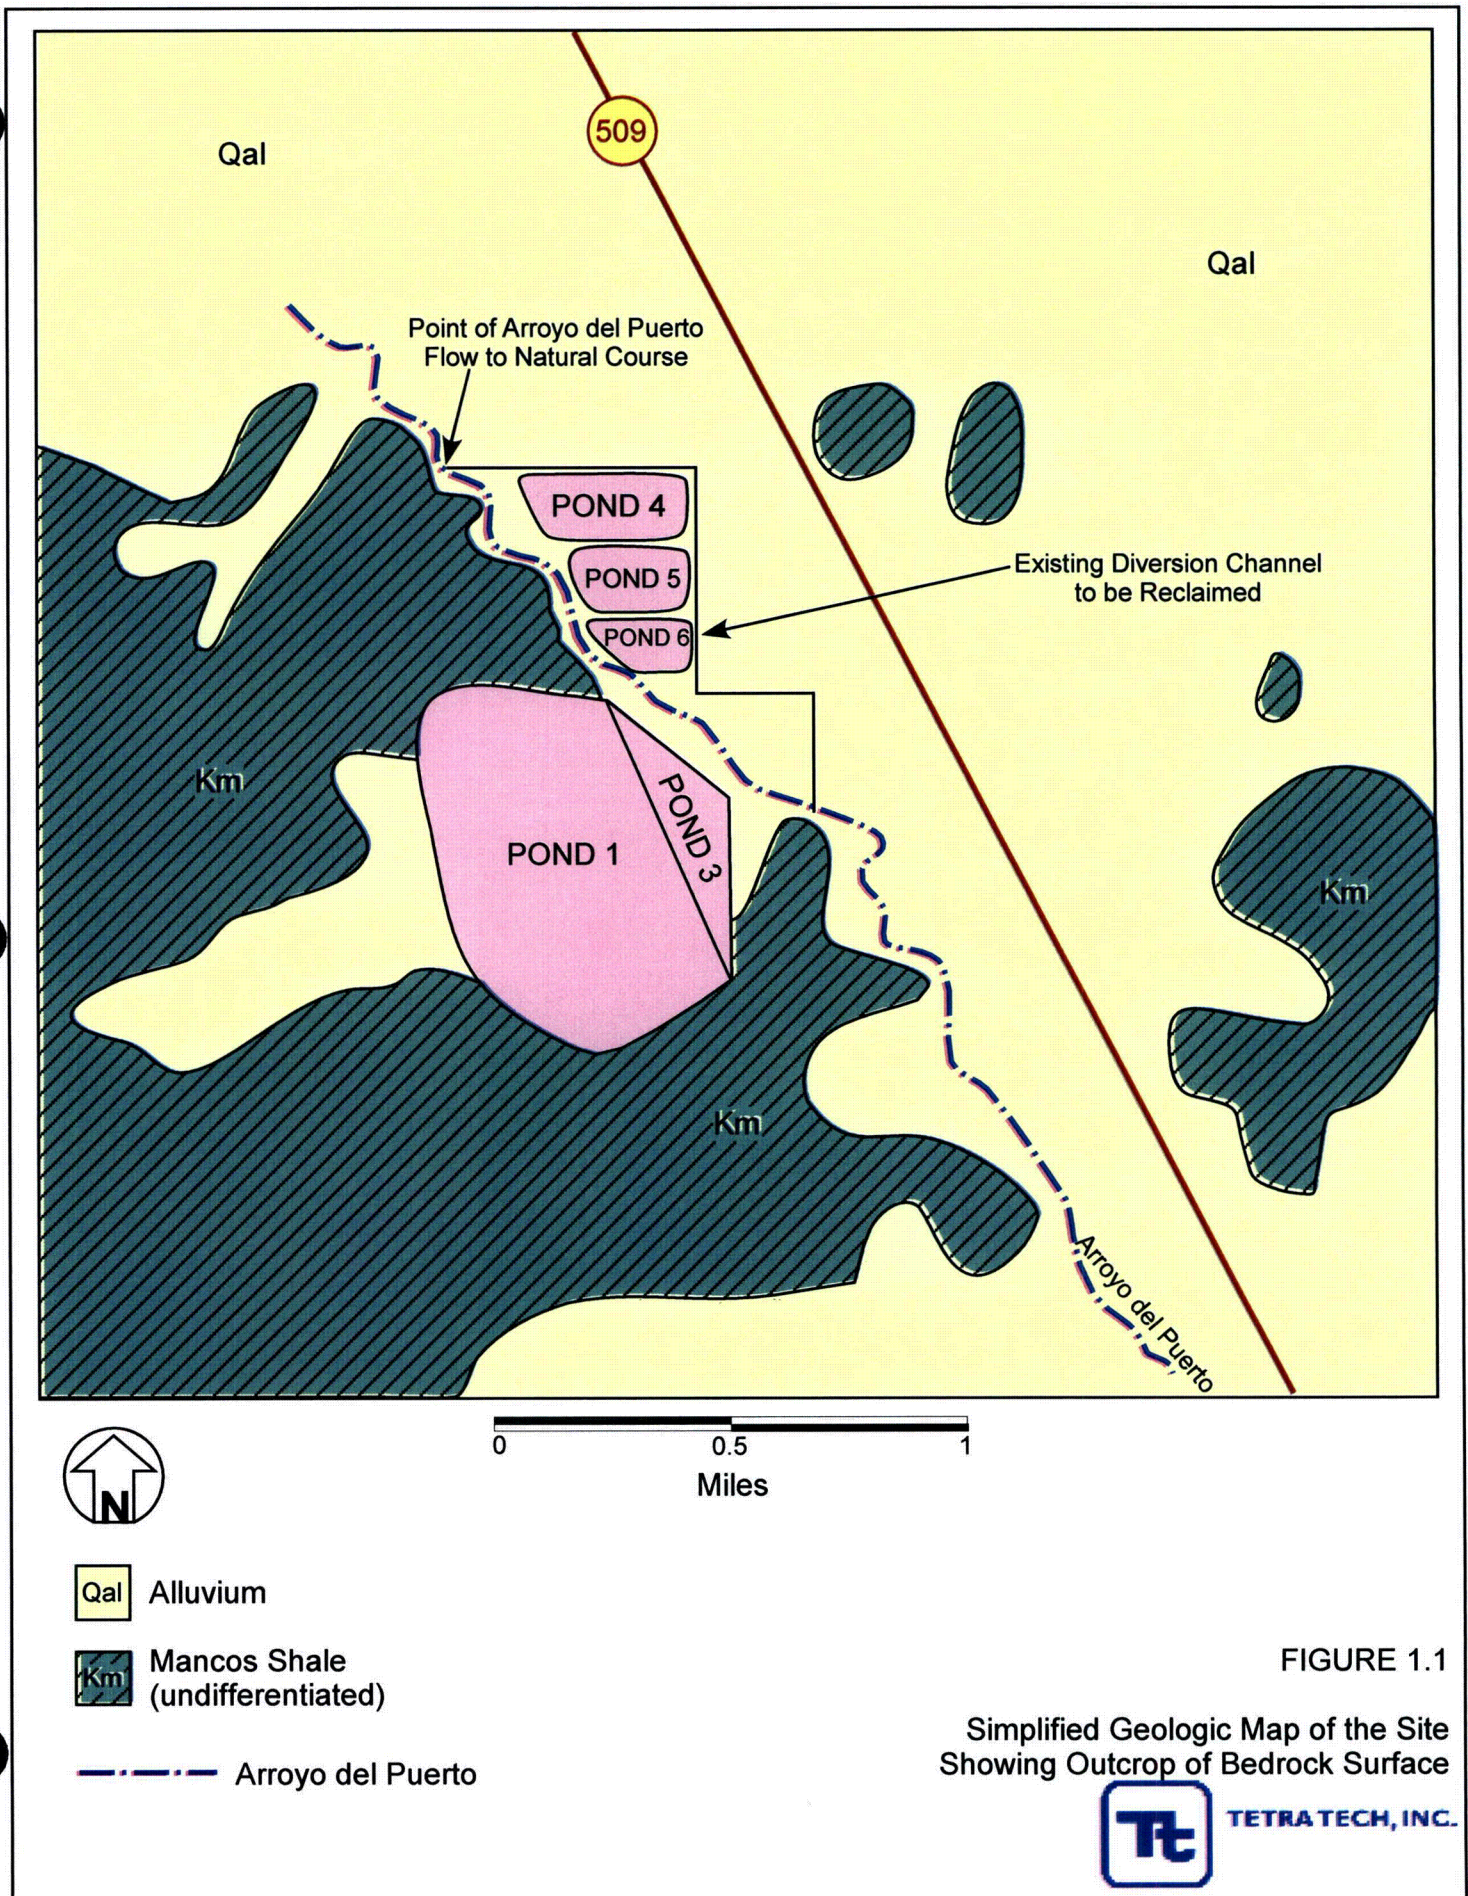 509
Qal
Qal
Point of Arroyo del Puerto
Flow to Natural Course
POND 4
Existing Diversion Channel
to be Reclaimed
POND 5
POND 6
Km
POND 3
POND 1
Km
Km
Arroyo del Puerto
0
0.5
1
Miles
N
Qal
Alluvium
Km
Mancos Shale
(undifferentiated)
Arroyo del Puerto
FIGURE 1.1
Simplified Geologic Map of the Site
Showing Outcrop of Bedrock Surface
Tt
TETRA TECH, INC.